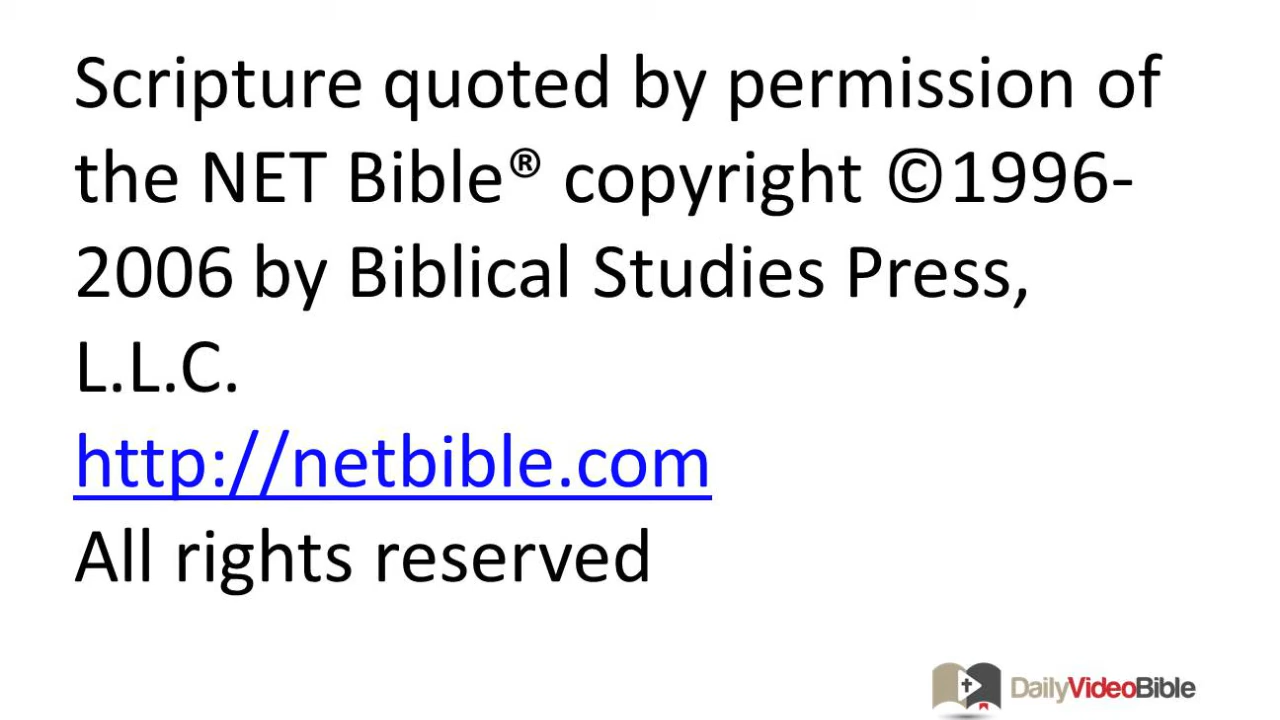 Scripture quoted by permission of
the NET Bible® copyright ©1996-
2006 by Biblical Studies Press,
L.L.C.
http://netbible.com
All rights reserved
DailyVideoBible